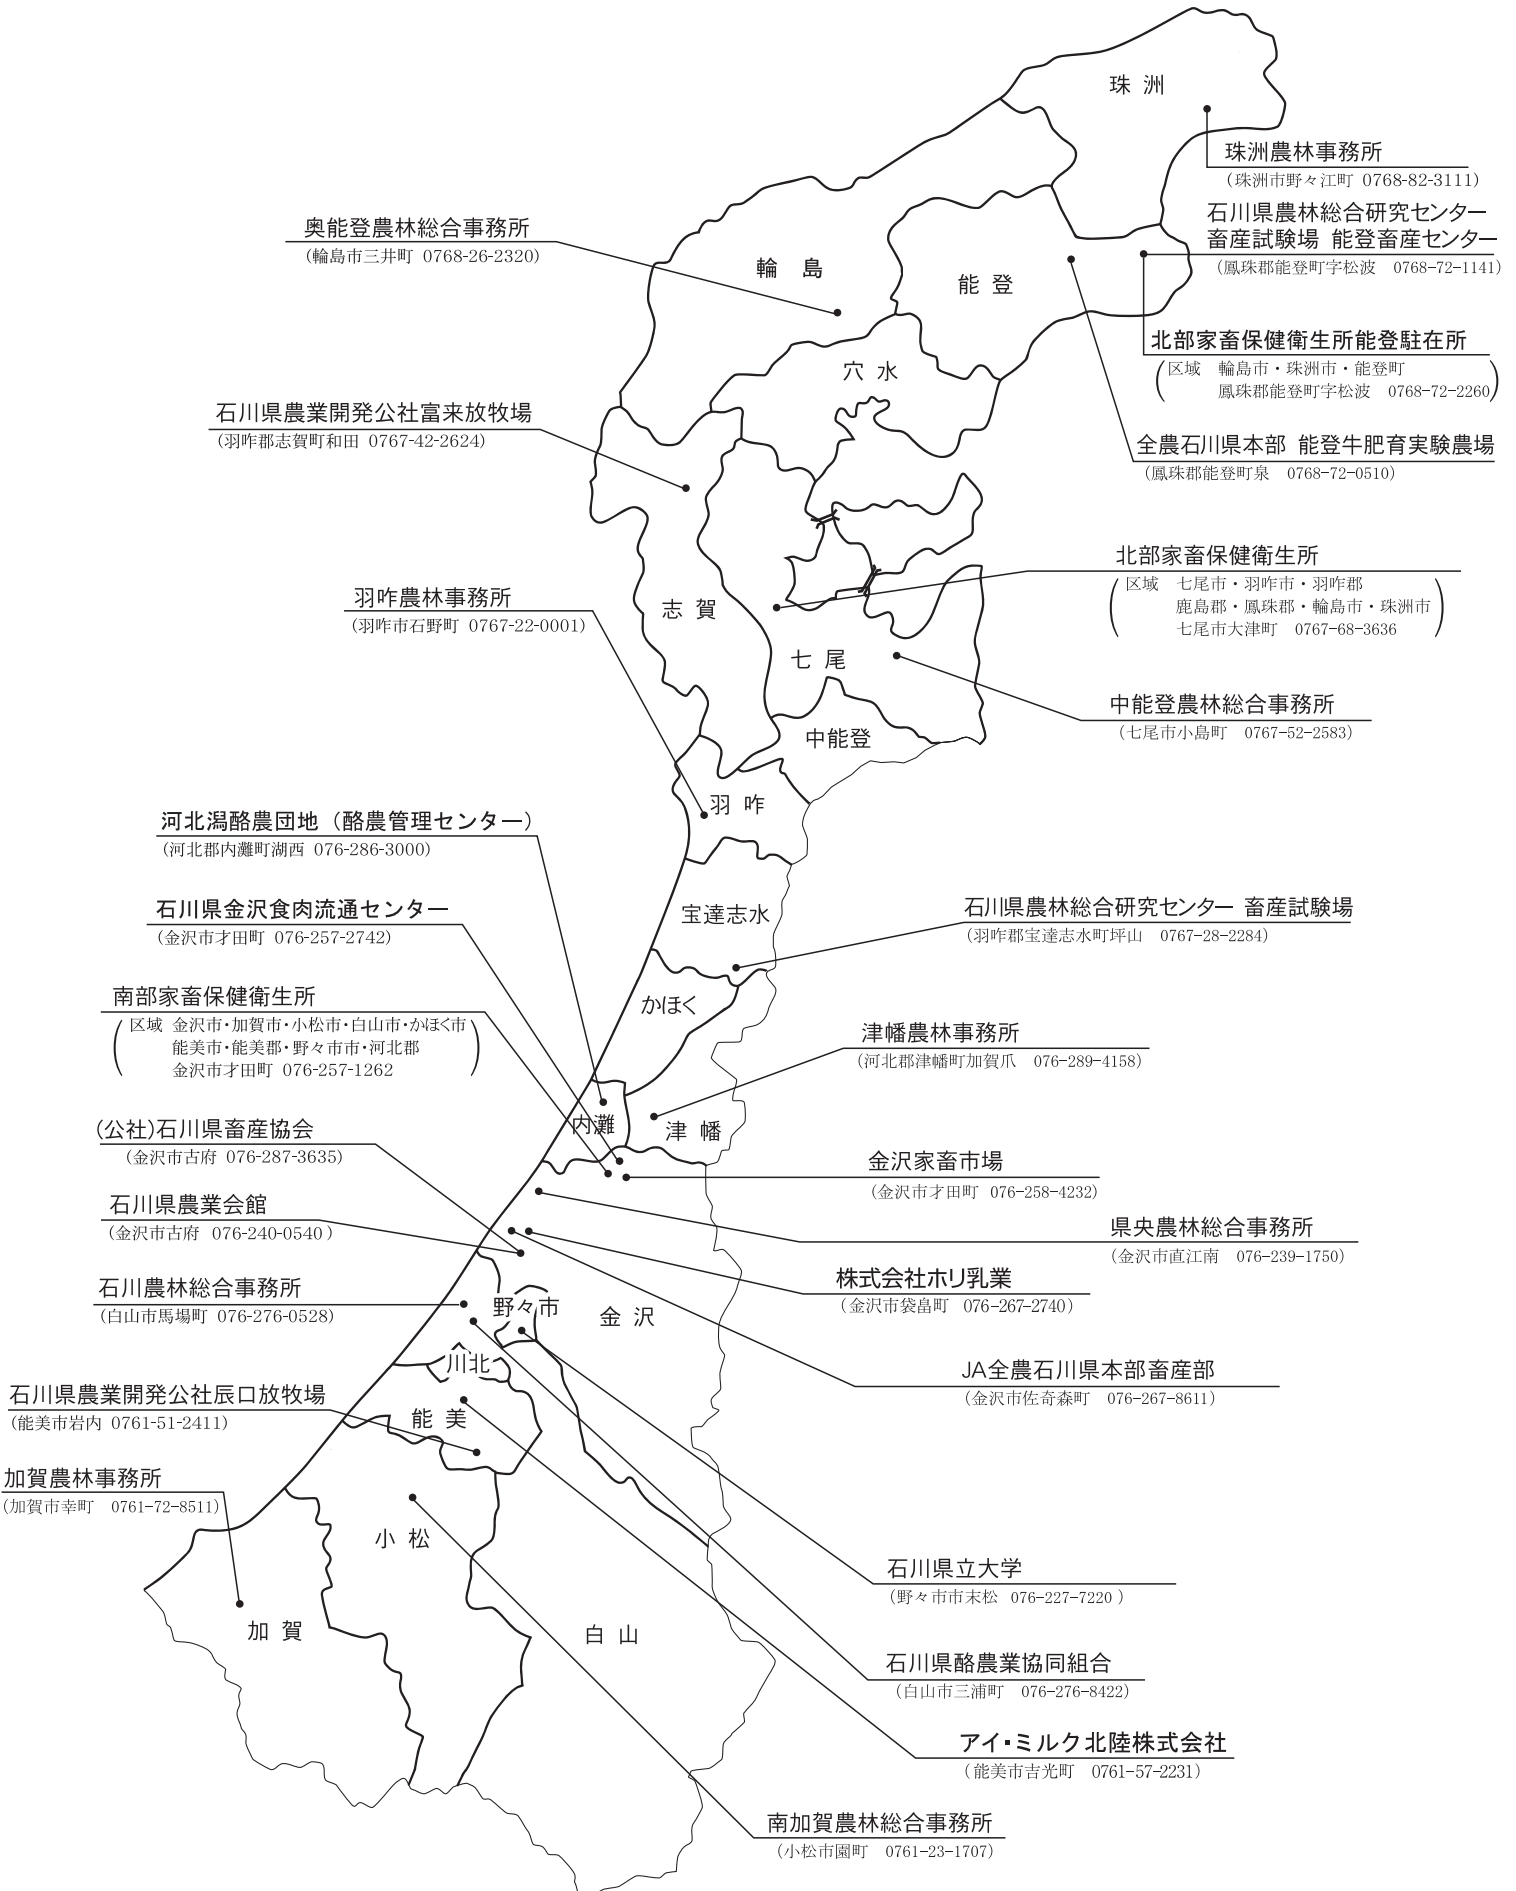 珠洲
珠洲農林事務所
（珠洲市野々江町 0768-82-3111）
石川県農林総合研究センター
畜産試験場 能登畜産センター
（鳳珠郡能登町字松波 0768-72-1141）
奥能登農林総合事務所
（輪島市三井町 0768-26-2320）
輪島
能登
北部家畜保健衛生所能登駐在所
（区域 輪島市・珠洲市・能登町
鳳珠郡能登町字松波 0768-72-2260）
穴水
石川県農業開発公社富来放牧場
（羽咋郡志賀町和田 0767-42-2624）
全農石川県本部 能登牛肥育実験農場
（鳳珠郡能登町泉 0768-72-0510）
北部家畜保健衛生所
（区域 七尾市・羽咋市・羽咋郡
鹿島郡・鳳珠郡・輪島市・珠洲市
七尾市大津町 0767-68-3636）
羽咋農林事務所
（羽咋市石野町 0767-22-0001）
志賀
七尾
中能登農林総合事務所
（七尾市小島町 0767-52-2583）
中能登
羽咋
河北潟酪農団地（酪農管理センター）
（河北郡内灘町湖西 076-286-3000）
石川県金沢食肉流通センター
（金沢市才田町 076-257-2742）
宝達志水
石川県農林総合研究センター 畜産試験場
（羽咋郡宝達志水町坪山 0767-28-2284）
南部家畜保健衛生所
（区域 金沢市・加賀市・小松市・白山市・かほく市
能美市・能美郡・野々市市・河北郡
金沢市才田町 076-257-1262）
かほく
津幡農林事務所
（河北郡津幡町加賀爪 076-289-4158）
内灘
津幡
(公社)石川県畜産協会
（金沢市古府 076-287-3635）
金沢家畜市場
（金沢市才田町 076-258-4232）
石川県農業会館
（金沢市古府 076-240-0540）
県央農林総合事務所
（金沢市直江南 076-239-1750）
石川農林総合事務所
（白山市馬場町 076-276-0528）
株式会社ホリ乳業
（金沢市袋畠町 076-267-2740）
野々市
金沢
川北
JA全農石川県本部畜産部
（金沢市佐奇森町 076-267-8611）
石川県農業開発公社辰口放牧場
（能美市岩内 0761-51-2411）
能美
加賀農林事務所
（加賀市幸町 0761-72-8511）
小松
石川県立大学
（野々市市末松 076-227-7220）
加賀
白山
石川県酪農業協同組合
（白山市三浦町 076-276-8422）
アイ・ミルク北陸株式会社
（能美市吉光町 0761-57-2231）
南加賀農林総合事務所
（小松市園町 0761-23-1707）